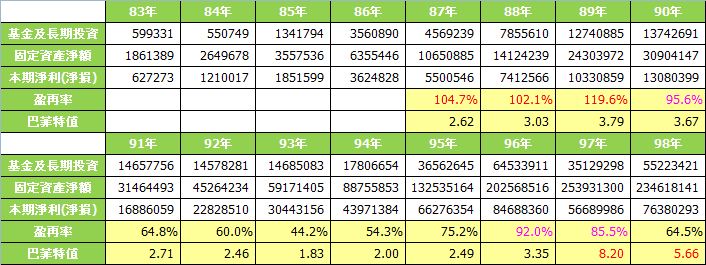 83年 84年 85年 86年 87年 88年 89年 90年
基金及長期投資 599331 550749 1341794 3560890 4569239 7855610 12740885 13742691
固定資產淨額 1861389 2649678 3557536 6355446 10650885 14124239 24303972 30904147
本期淨利(淨損) 627273 1210017 1851599 3624828 5500546 7412566 10330859 13080399
盈再率 104.7% 102.1% 119.6% 95.6%
巴菲特值 2.62 3.03 3.79 3.67
91年 92年 93年 94年 95年 96年 97年 98年
基金及長期投資 14657756 14578281 14685083 17806654 36562645 64533911 35129298 55223421
固定資產淨額 31464493 45264234 59171405 88755853 132535164 202568516 253931300 234618141
本期淨利(淨損) 16886059 22828510 30443156 43971384 66276354 84688360 56689986 76380293
盈再率 64.8% 60.0% 44.2% 54.3% 75.2% 92.0% 85.5% 64.5%
巴菲特值 2.71 2.46 1.83 2.00 2.49 3.35 8.20 5.66